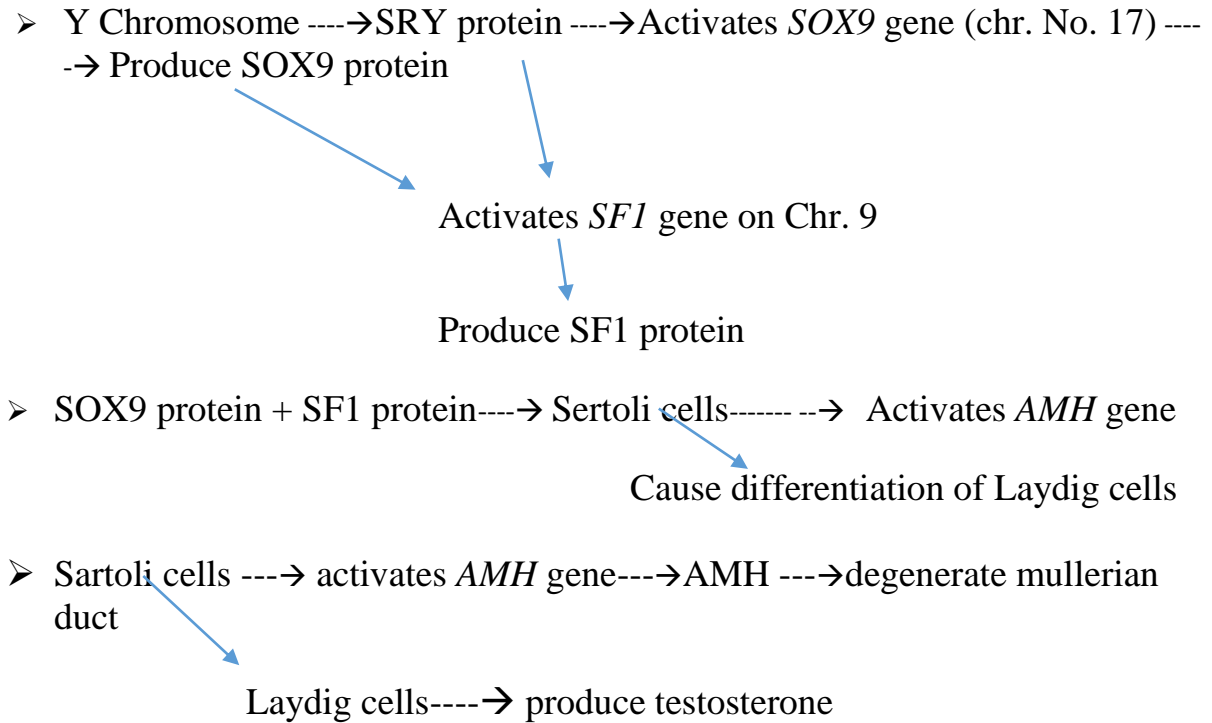 ➢ Y Chromosome ----→SRY protein ----→Activates SOX9 gene (chr. No. 17) ----
-→ Produce SOX9 protein
Activates SF1 gene on Chr. 9
Produce SF1 protein
➢ SOX9 protein + SF1 protein----→ Sertoli cells------- --→ Activates AMH gene
Cause differentiation of Laydig cells
➢ Sartoli cells ---→ activates AMH gene---→AMH ---→degenerate mullerian
duct
Laydig cells----→ produce testosterone